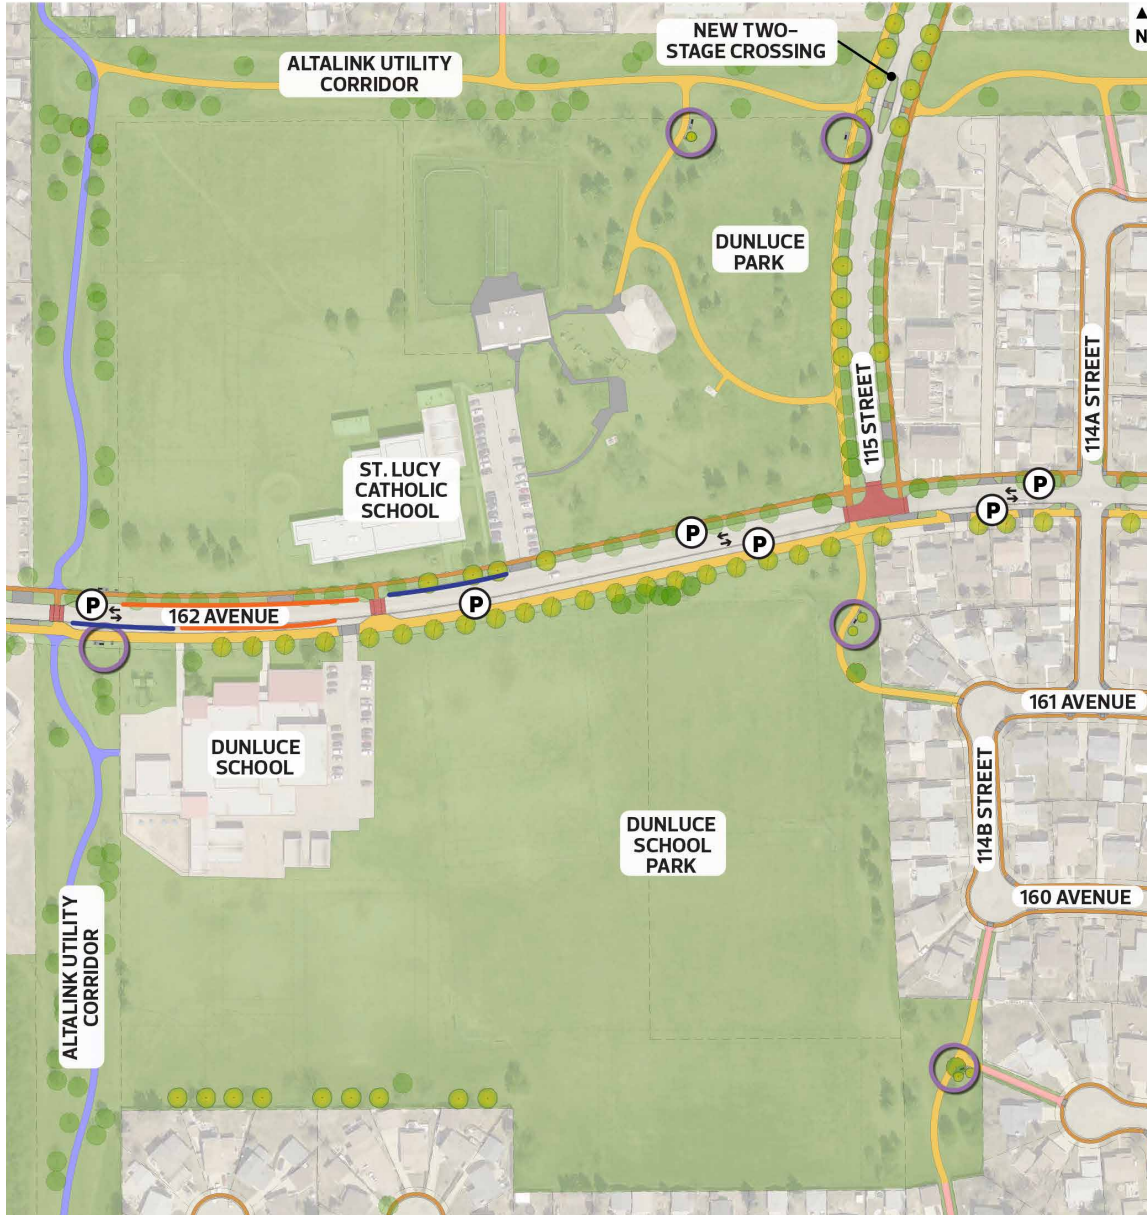 NEW TWO-
STAGE CROSSING
N
ALTALINK UTILITY
CORRIDOR
DUNLUCE
PARK
114A STREET
115 STREET
ST. LUCY
CATHOLIC
SCHOOL
P
P
P
P
P
P
162 AVENUE
161 AVENUE
DUNLUCE
SCHOOL
114B STREET
DUNLUCE
SCHOOL
PARK
160 AVENUE
ALTALINK UTILITY
CORRIDOR